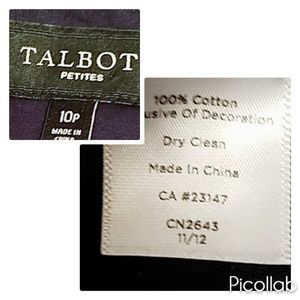 TALBOT
PETITES
10P
MADE IN
CHINA
100% Cotton
usive Of Decoration
Dry Clean
Made In China
CA #23147
CN2643
11/12
Picollab